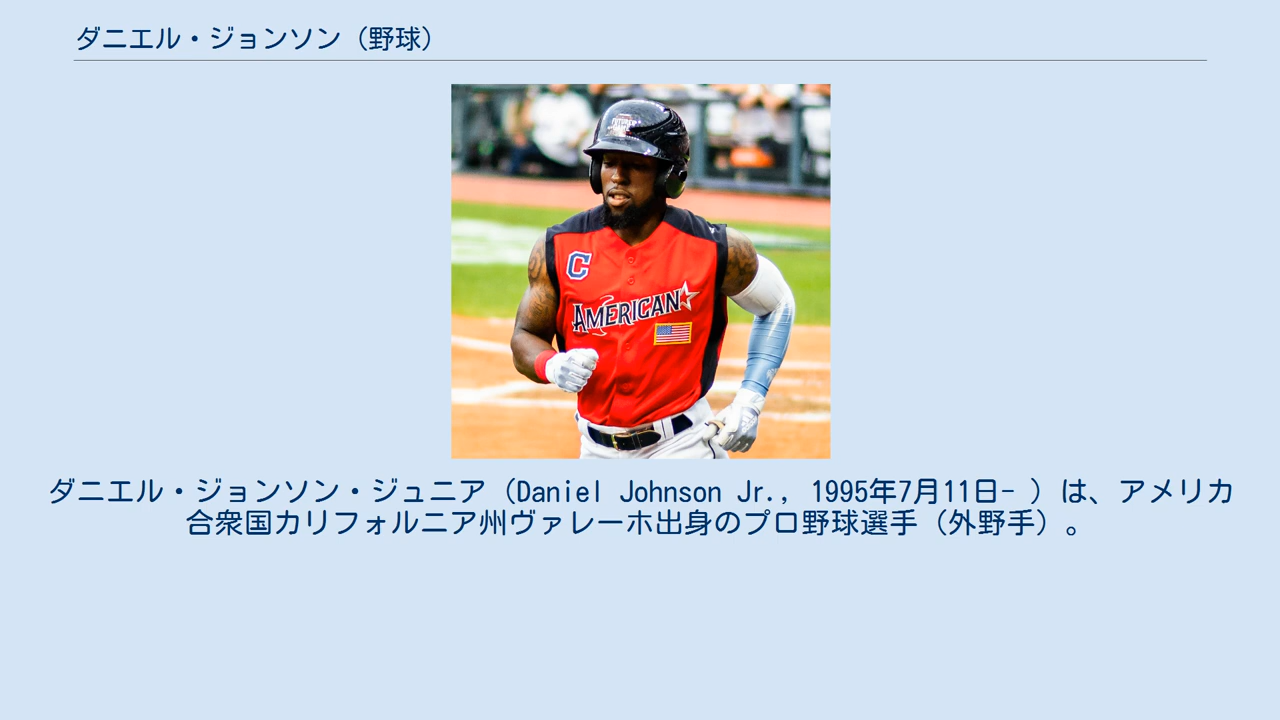 ダニエル・ジョンソン（野球）
C
AMERICAN
ダニエル・ジョンソン・ジュニア（Daniel Johnson Jr., 1995年7月11日- ）は、アメリカ
合衆国カリフォルニア州ヴァレーホ出身のプロ野球選手（外野手）。